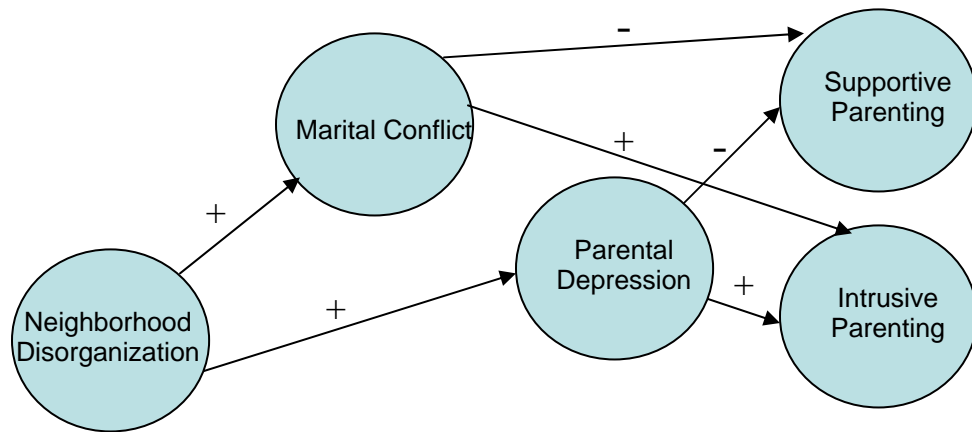 -
Supportive
Parenting
Marital Conflict
+
-
+
Parental
Depression
+
+
Intrusive
Parenting
Neighborhood
Disorganization